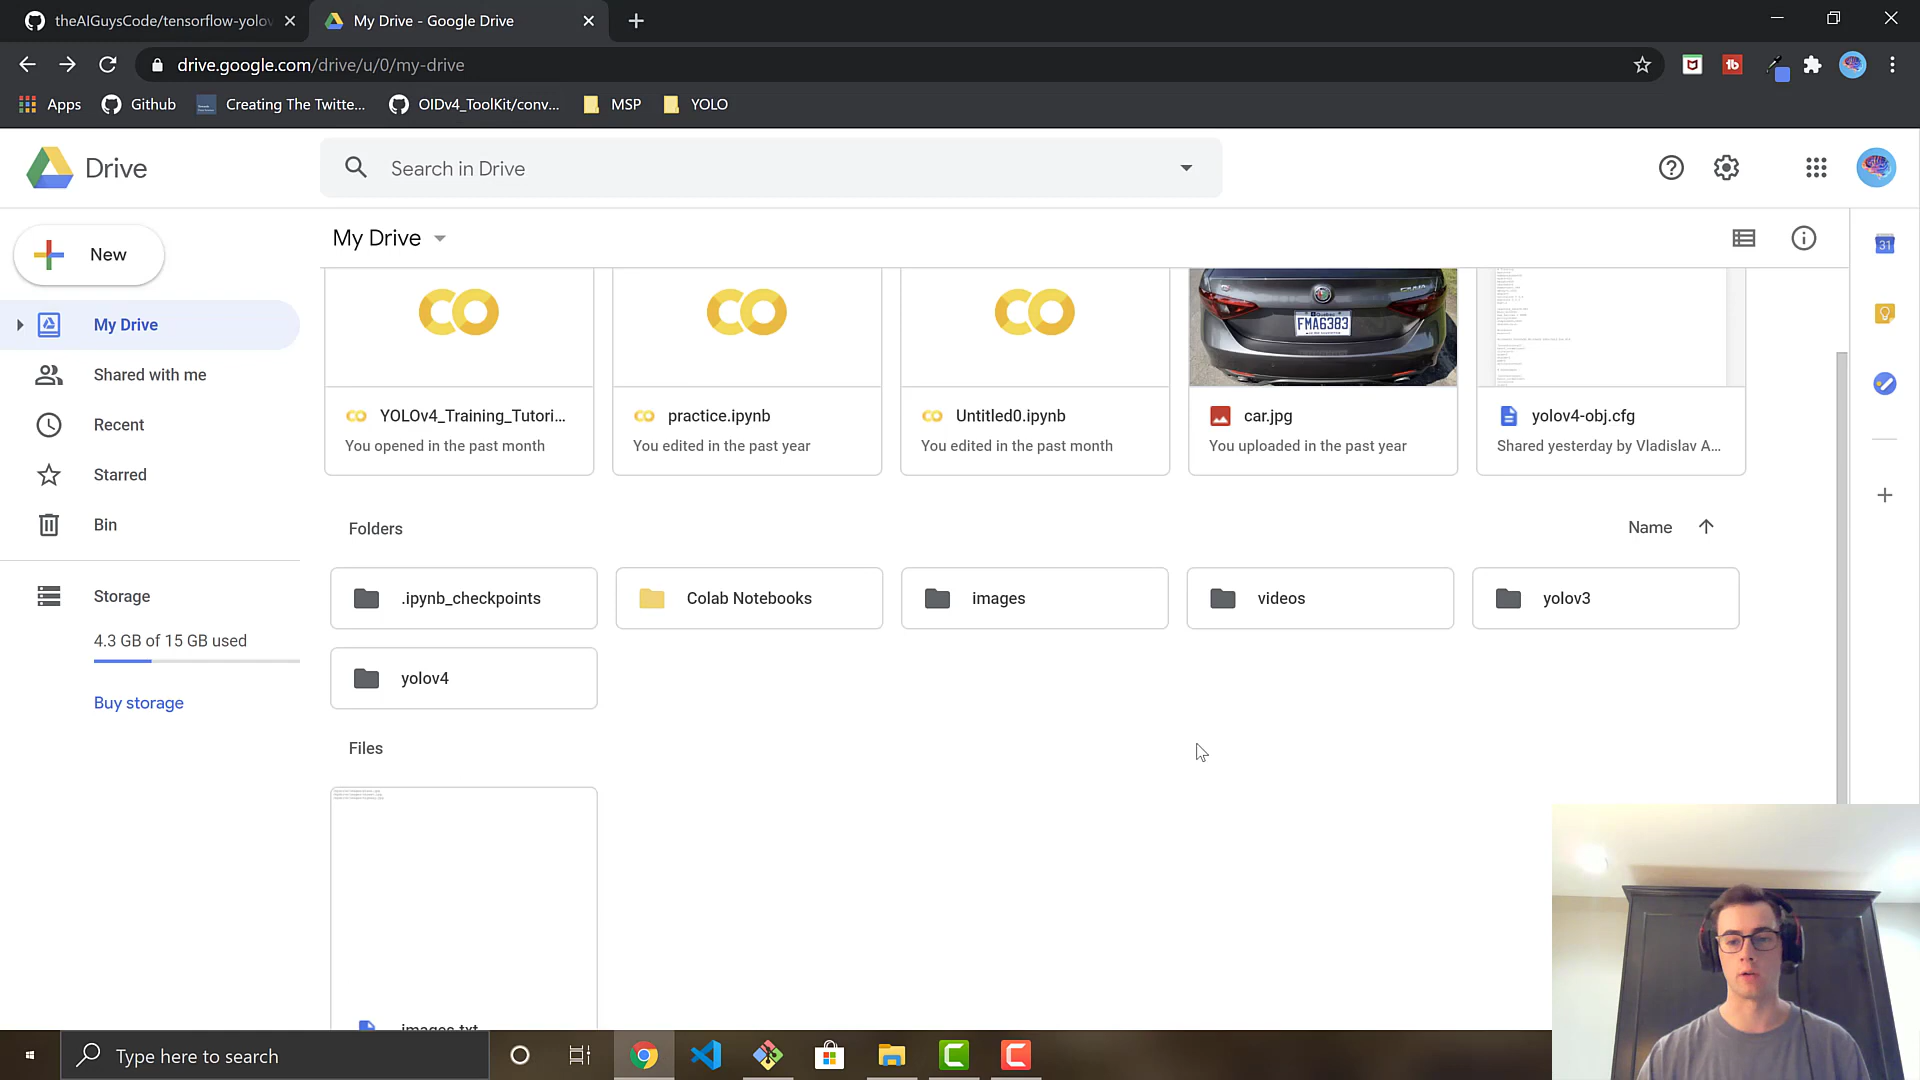 theAIGuysCode/tensorflow-yolov
My Drive - Google Drive
drive.google.com/drive/u/0/my-drive
Apps
Github
Creating The Twitte...
OIDv4_ToolKit/conv...
MSP
YOLO
Drive
Search in Drive
New
My Drive
My Drive
Shared with me
Recent
Starred
Bin
Storage
4.3 GB of 15 GB used
Buy storage
YOLOv4_Training_Tutori...
You opened in the past month
practice.ipynb
You edited in the past year
Untitled0.ipynb
You edited in the past month
FMA6383
car.jpg
You uploaded in the past year
yolov4-obj.cfg
Shared yesterday by Vladislav A...
31
Folders
Name
.ipynb_checkpoints
Colab Notebooks
images
videos
yolov3
yolov4
Files
images.txt
Type here to search